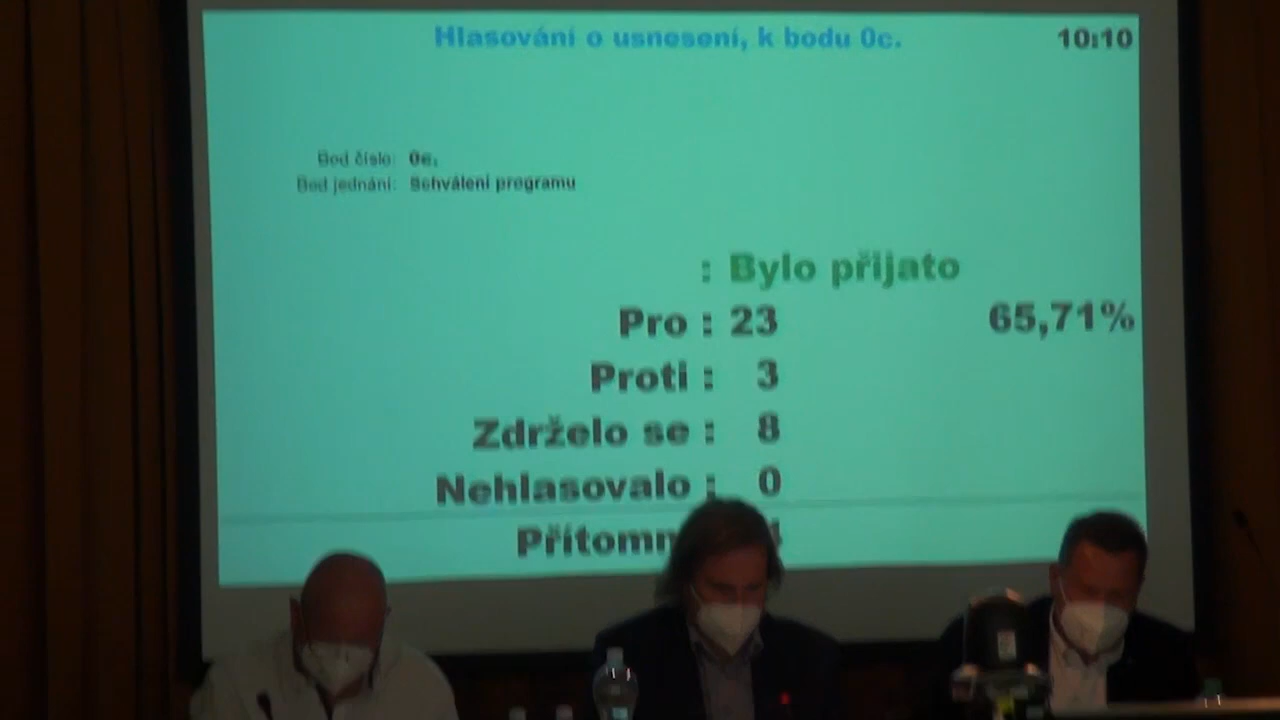 Hlasování o usnesení, k bodu 0c. 10:10
Bod číslo: 0c.
Bod jednání: Schválení programu
: Bylo přijato
Pro : 23 65,71%
Proti : 3
Zdrželo se : 8
Nehlasovalo : 0